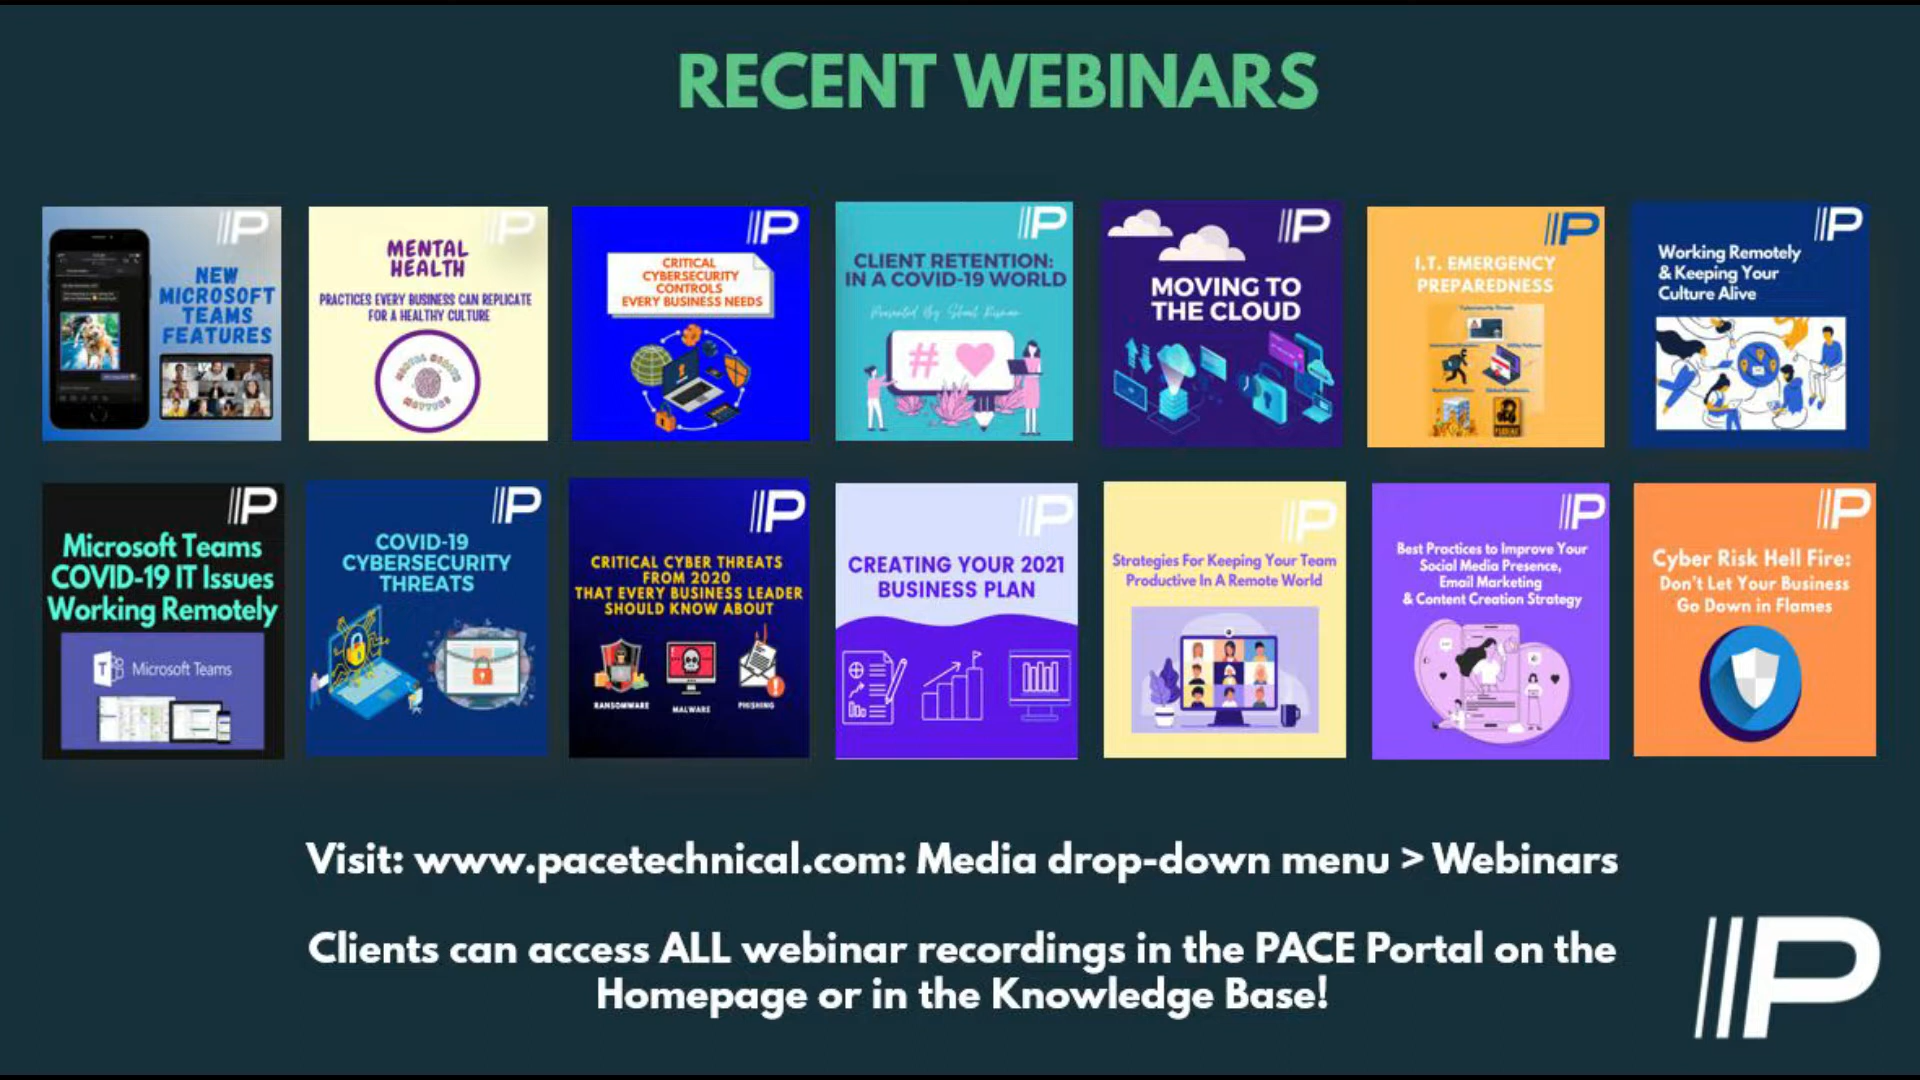 RECENT WEBINARS
P
NEW
MICROSOFT
TEAMS
FEATURES
P
MENTAL
HEALTH
PRACTICES EVERY BUSINESS CAN REPLICATE
FOR A HEALTHY CULTURE
MENTAL HEALTH
MATTERS
P
CRITICAL
CYBERSECURITY
CONTROLS
EVERY BUSINESS NEEDS
P
CLIENT RETENTION:
IN A COVID-19 WORLD
Presented By:
#
P
MOVING TO
THE CLOUD
P
I.T. EMERGENCY
PREPAREDNESS
P
Working Remotely
& Keeping Your
Culture Alive
P
Microsoft Teams
COVID-19 IT Issues
Working Remotely
T
Microsoft Teams
P
COVID-19
CYBERSECURITY
THREATS
P
CRITICAL CYBER THREATS
FROM 2020
THAT EVERY BUSINESS LEADER
SHOULD KNOW ABOUT
RANSOMWARE
MALWARE
PHISHING
P
CREATING YOUR 2021
BUSINESS PLAN
P
Strategies For Keeping Your Team
Productive In A Remote World
P
Best Practices to Improve Your
Social Media Presence,
Email Marketing
& Content Creation Strategy
P
Cyber Risk Hell Fire:
Don't Let Your Business
Go Down in Flames
Visit: www.pacetechnical.com: Media drop-down menu > Webinars
Clients can access ALL webinar recordings in the PACE Portal on the
Homepage or in the Knowledge Base!
P